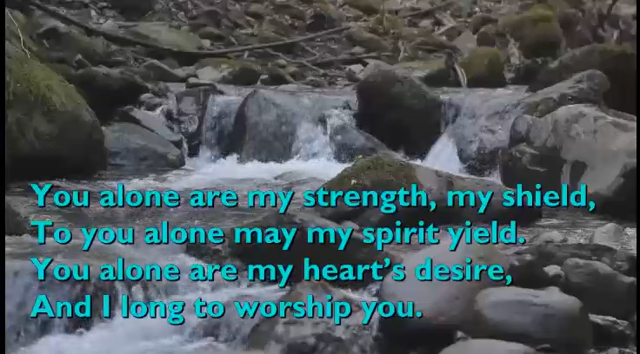 You alone are my strength, my shield,
To you alone may my spirit yield.
You alone are my heart's desire,
And I long to worship you.